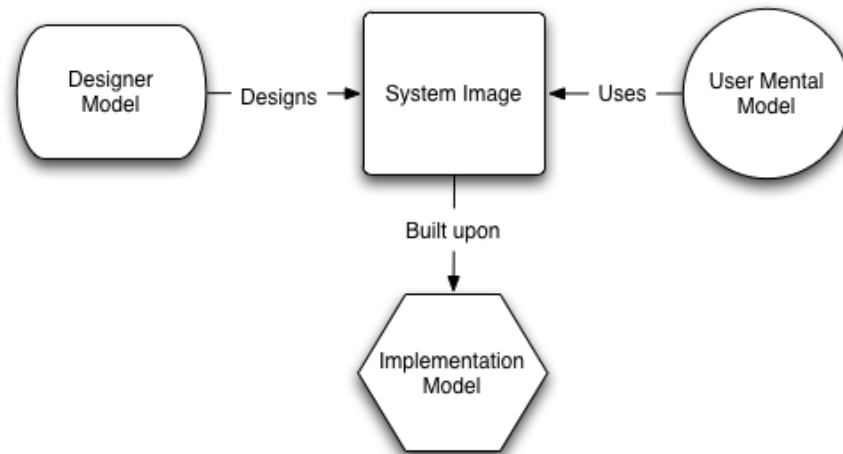 Designer
Model
Designs
System Image
Uses
User Mental
Model
Built upon
Implementation
Model